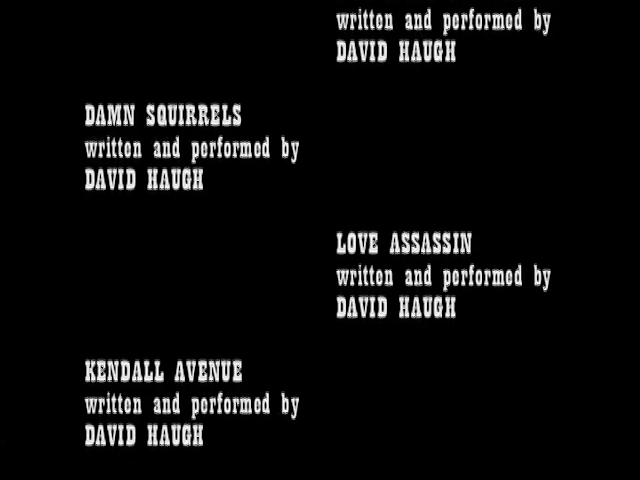 written and performed by
DAVID HAUGH
DAMN SQUIRRELS
written and performed by
DAVID HAUGH
LOVE ASSASSIN
written and performed by
DAVID HAUGH
KENDALL AVENUE
written and performed by
DAVID HAUGH